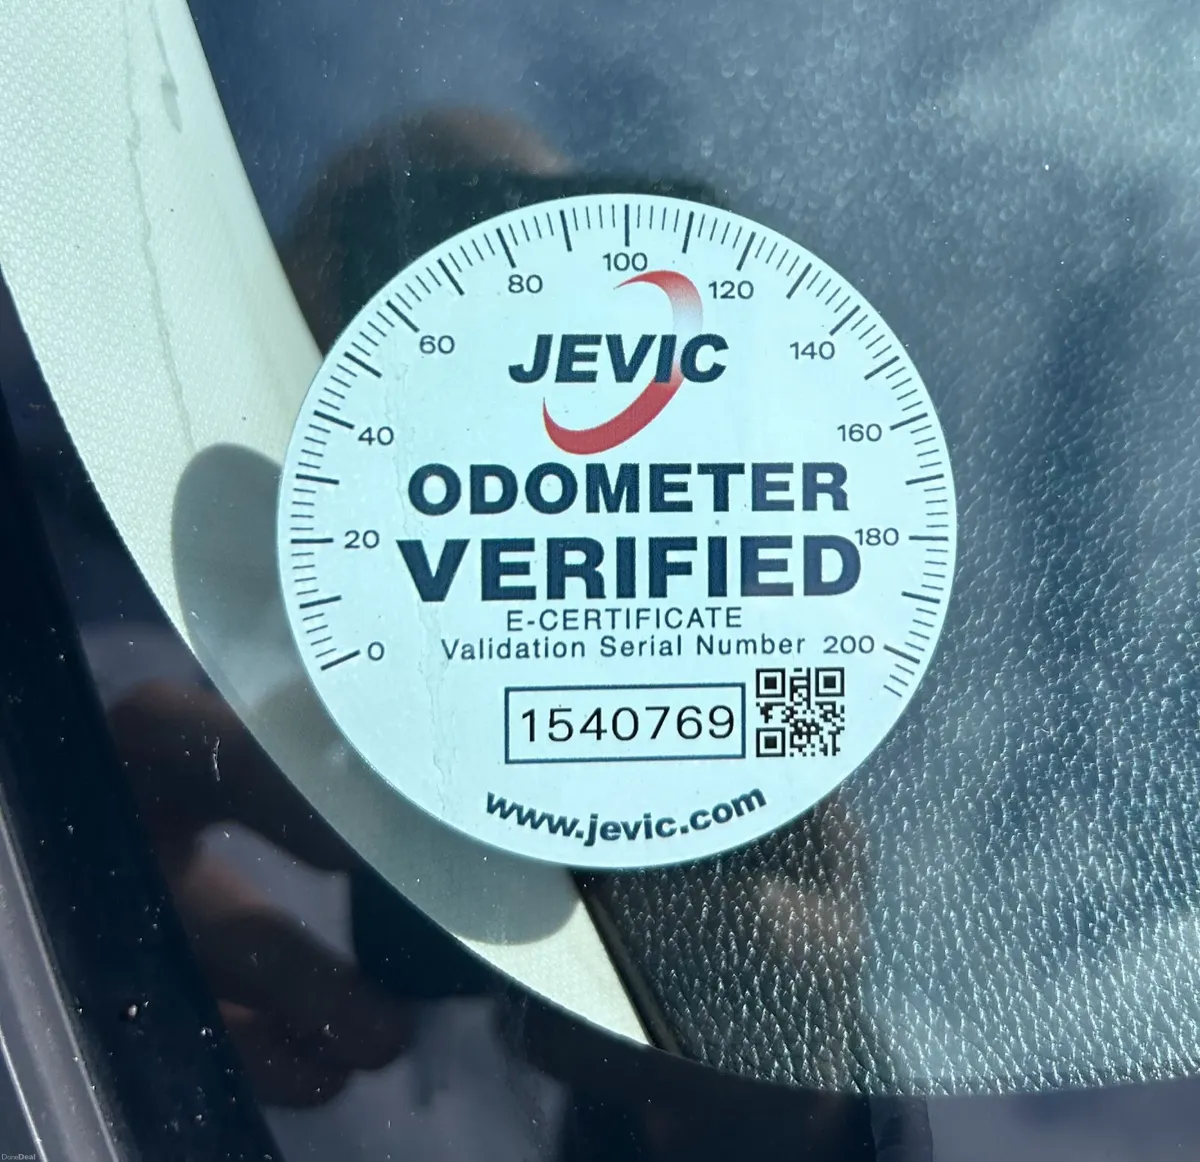 100
80
120
60
140
JEVIC
40
160
ODOMETER
20
180
VERIFIED
E-CERTIFICATE
0
Validation Serial Number
200
1540769
www.jevic.com
DoneDeal